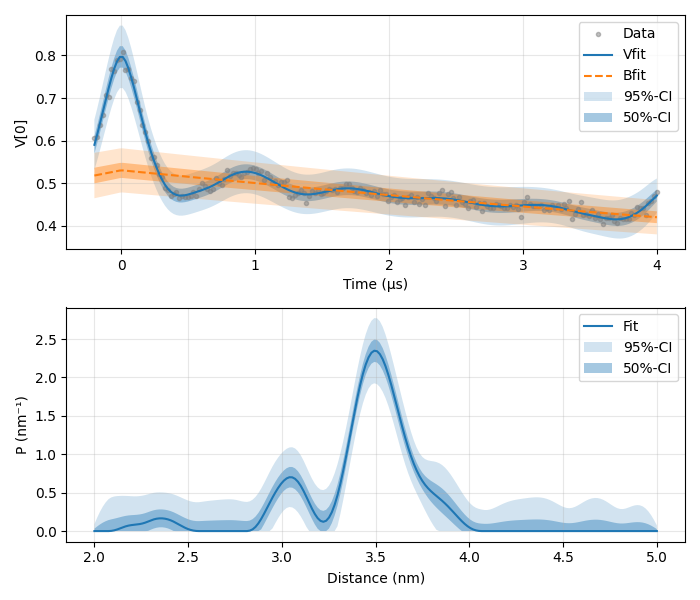 0.8
0.7
0.6
0.5
0.4
V[0]
Data
Vfit
Bfit
95%-CI
50%-CI
0 1 2 3 4
Time (μs)
2.5
2.0
1.5
1.0
0.5
0.0
P (nm⁻¹)
Fit
95%-CI
50%-CI
2.0 2.5 3.0 3.5 4.0 4.5 5.0
Distance (nm)